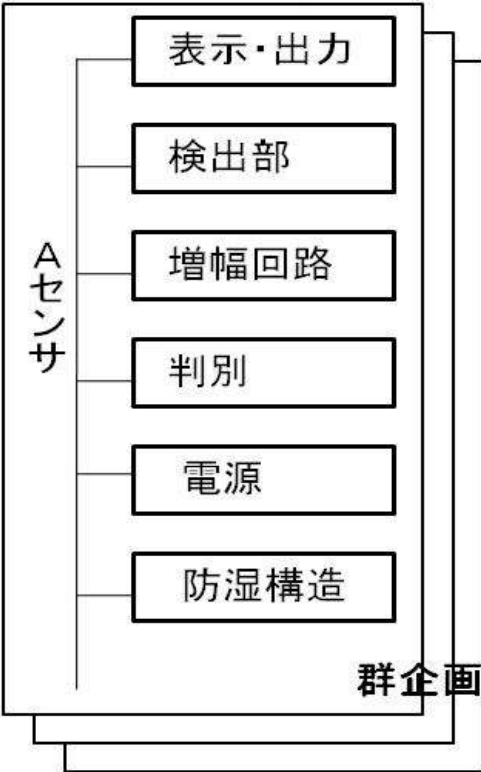 表示・出力
検出部
増幅回路
Aセンサ
判別
電源
防湿構造
群企画